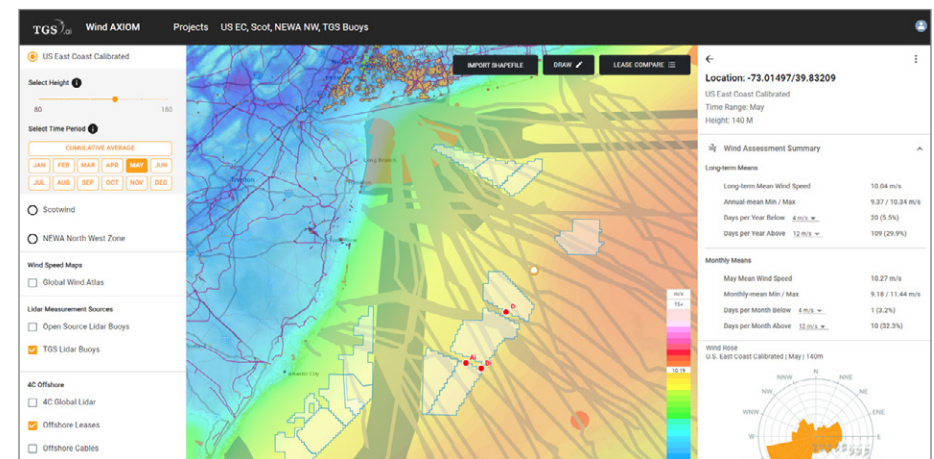 TGS .ai Wind AXIOM Projects US EC, Scot, NEWA NW, TGS Buoys
US East Coast Calibrated
Select Height
80 180
Select Time Period
CUMULATIVE AVERAGE
JAN FEB MAR APR MAY JUN
JUL AUG SEP OCT NOV DEC
Scotwind
NEWA North West Zone
Wind Speed Maps
Global Wind Atlas
Lidar Measurement Sources
Open Source Lidar Buoys
TGS Lidar Buoys
4C Offshore
4C Global Lidar
Offshore Leases
Offshore Cables
IMPORT SHAPEFILE DRAW LEASE COMPARE
Long Branch
Trenton
Atlantic City
D
Ai
Bi
m/s
15+
10.19
Location: -73.01497/39.83209
US East Coast Calibrated
Time Range: May
Height: 140 M
Wind Assessment Summary
Long-term Means
Long-term Mean Wind Speed 10.04 m/s
Annual-mean Min / Max 9.37 / 10.34 m/s
Days per Year Below 4 m/s 20 (5.5%)
Days per Year Above 12 m/s 109 (29.9%)
Monthly Means
May Mean Wind Speed 10.27 m/s
Monthly-mean Min / Max 9.18 / 11.44 m/s
Days per Month Below 4 m/s 1 (3.2%)
Days per Month Above 12 m/s 10 (32.3%)
Wind Rose
U.S. East Coast Calibrated | May | 140m
N
NNW NNE
NW
WNW ENE
W E